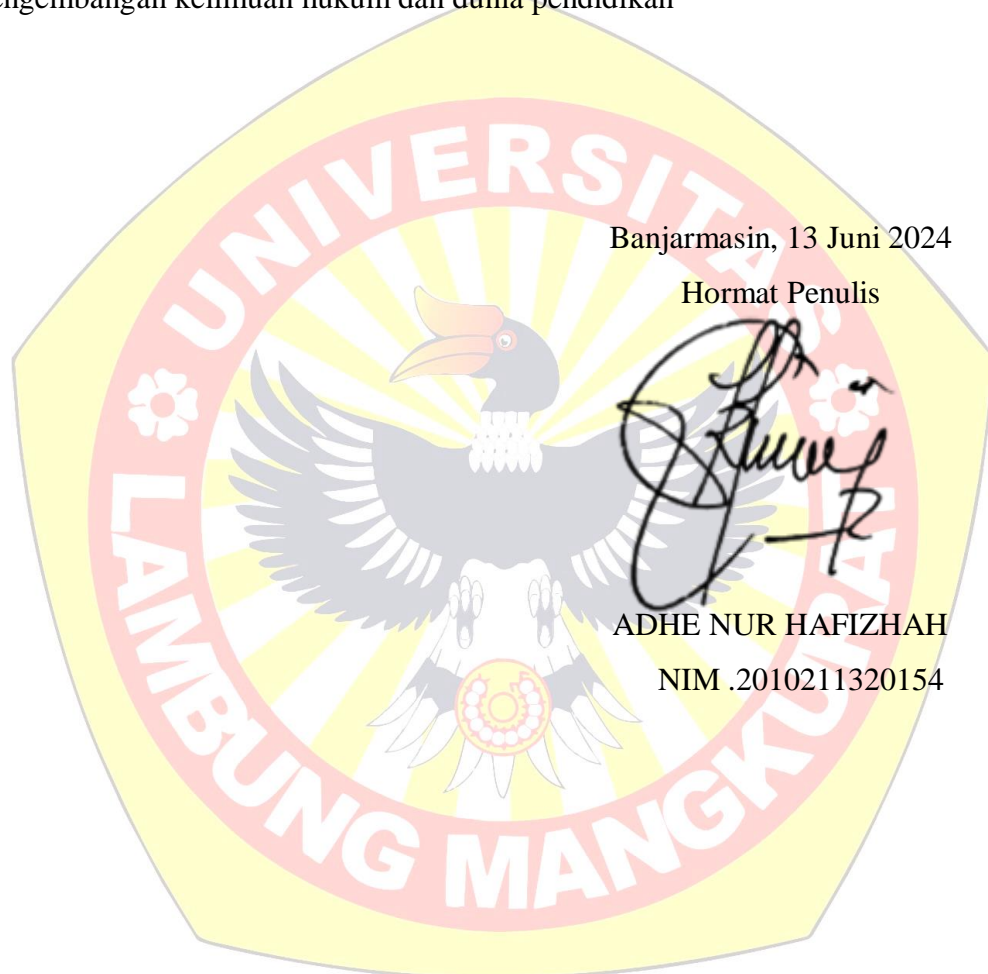 engembangan keilmuan hukum dan dunia pendidikan
UNIVERSITAS
LAMBUNG MANGKURAT
Banjarmasin, 13 Juni 2024
Hormat Penulis
ADHE NUR HAFIZHAH
NIM .2010211320154